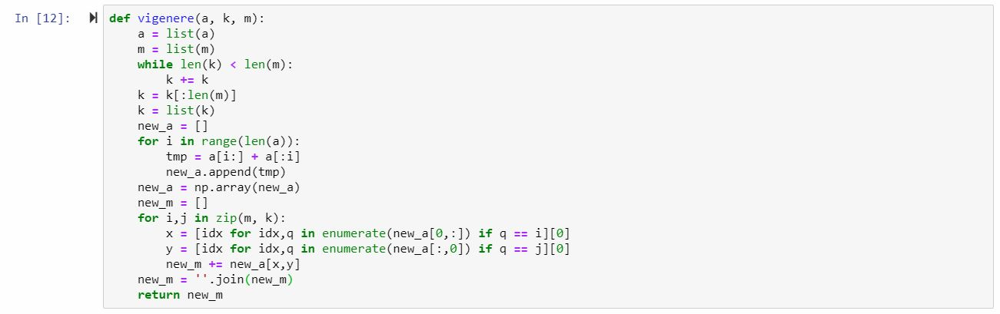 In [12]: def vigenere(a, k, m):
    a = list(a)
    m = list(m)
    while len(k) < len(m):
        k += k
    k = k[:len(m)]
    k = list(k)
    new_a = []
    for i in range(len(a)):
        tmp = a[i:] + a[:i]
        new_a.append(tmp)
    new_a = np.array(new_a)
    new_m = []
    for i,j in zip(m, k):
        x = [idx for idx,q in enumerate(new_a[0,:]) if q == i][0]
        y = [idx for idx,q in enumerate(new_a[:,0]) if q == j][0]
        new_m += new_a[x,y]
    new_m = ''.join(new_m)
    return new_m